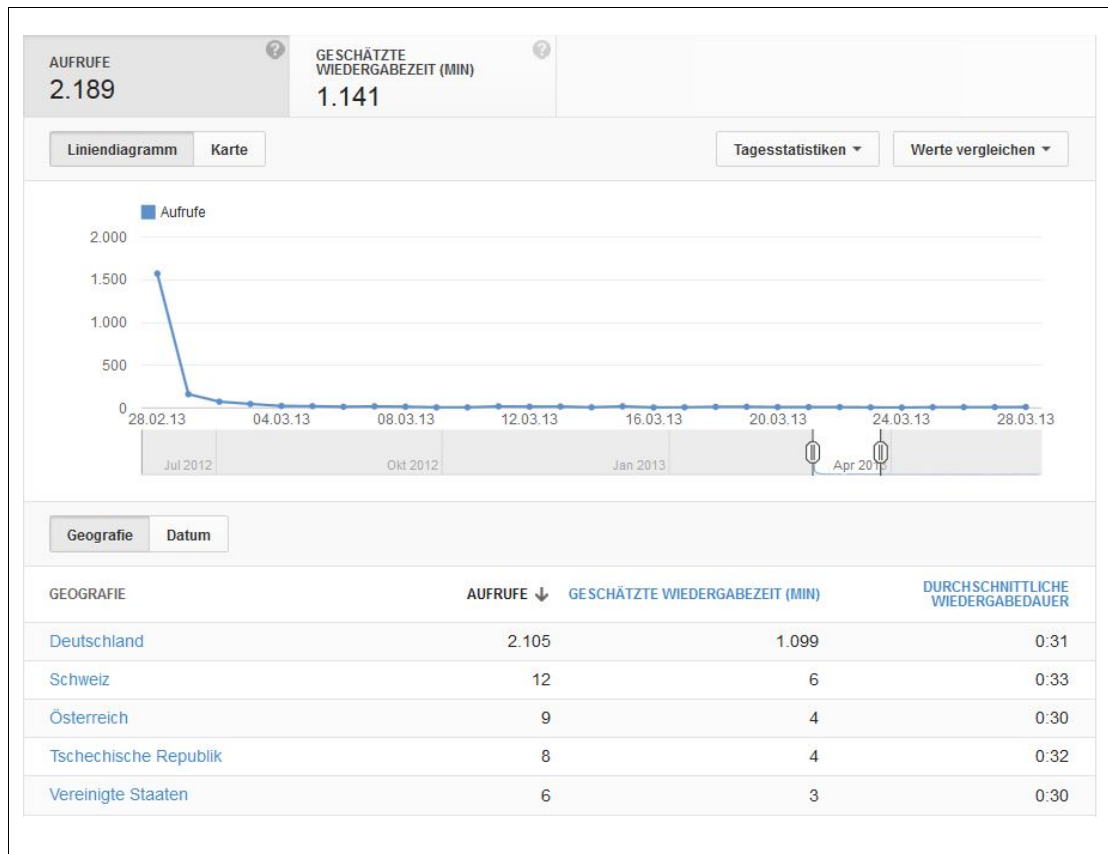 AUFRUFE
2.189
?
GESCHÄTZTE
WIEDERGABEZEIT (MIN)
1.141
?
Liniendiagramm Karte Tagesstatistiken Werte vergleichen
Aufrufe
2.000
1.500
1.000
500
0
28.02.13 04.03.13 08.03.13 12.03.13 16.03.13 20.03.13 24.03.13 28.03.13
Jul 2012 Okt 2012 Jan 2013 Apr 2013
Geografie Datum
GEOGRAFIE AUFRUFE GESCHÄTZTE WIEDERGABEZEIT (MIN) DURCHSCHNITTLICHE
WIEDERGABEDAUER
Deutschland 2.105 1.099 0:31
Schweiz 12 6 0:33
Österreich 9 4 0:30
Tschechische Republik 8 4 0:32
Vereinigte Staaten 6 3 0:30